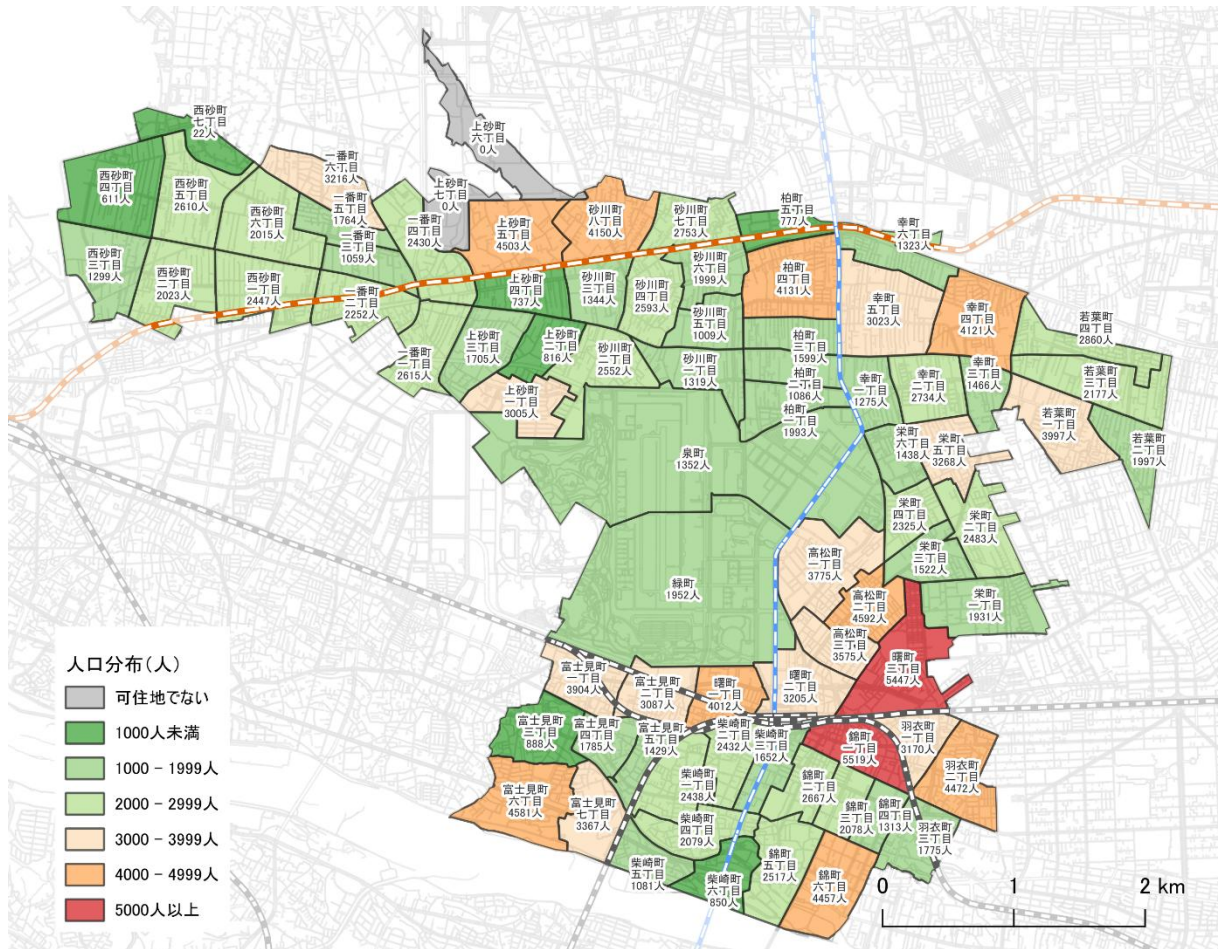 西砂町
七丁目
22人
上砂町
六丁目
0人
西砂町
四丁目
611人
西砂町
五丁目
2610人
一番町
六丁目
3216人
西砂町
六丁目
2015人
一番町
五丁目
1764人
上砂町
七丁目
0人
一番町
四丁目
2430人
上砂町
五丁目
4503人
砂川町
八丁目
4150人
砂川町
七丁目
2753人
柏町
五丁目
777人
幸町
六丁目
1323人
西砂町
三丁目
1299人
西砂町
二丁目
2023人
西砂町
一丁目
2447人
一番町
三丁目
1059人
一番町
二丁目
2252人
上砂町
四丁目
737人
砂川町
三丁目
1344人
砂川町
四丁目
2593人
砂川町
六丁目
1999人
砂川町
五丁目
1009人
柏町
四丁目
4131人
幸町
五丁目
3023人
幸町
四丁目
4121人
若葉町
四丁目
2860人
一番町
一丁目
2615人
上砂町
三丁目
1705人
上砂町
二丁目
816人
砂川町
二丁目
2552人
砂川町
一丁目
1319人
柏町
三丁目
1599人
柏町
二丁目
1086人
柏町
一丁目
1993人
幸町
一丁目
1275人
幸町
二丁目
2734人
幸町
三丁目
1466人
若葉町
三丁目
2177人
若葉町
一丁目
3997人
若葉町
二丁目
1997人
上砂町
一丁目
3005人
泉町
1352人
栄町
六丁目
1438人
栄町
五丁目
3268人
栄町
四丁目
2325人
栄町
二丁目
2483人
栄町
三丁目
1522人
栄町
一丁目
1931人
緑町
1952人
高松町
一丁目
3775人
高松町
二丁目
4592人
高松町
三丁目
3575人
曙町
三丁目
5447人
富士見町
一丁目
3904人
富士見町
二丁目
3087人
曙町
一丁目
4012人
曙町
二丁目
3205人
富士見町
三丁目
888人
富士見町
四丁目
1785人
富士見町
五丁目
1429人
柴崎町
二丁目
2432人
柴崎町
三丁目
1652人
錦町
一丁目
5519人
羽衣町
一丁目
3170人
羽衣町
二丁目
4472人
富士見町
六丁目
4581人
富士見町
七丁目
3367人
柴崎町
一丁目
2438人
柴崎町
四丁目
2079人
錦町
二丁目
2667人
錦町
三丁目
2078人
錦町
四丁目
1313人
羽衣町
三丁目
1775人
柴崎町
五丁目
1081人
柴崎町
六丁目
850人
錦町
五丁目
2517人
錦町
六丁目
4457人
人口分布(人)
可住地でない
1000人未満
1000 - 1999人
2000 - 2999人
3000 - 3999人
4000 - 4999人
5000人以上
0 1 2 km